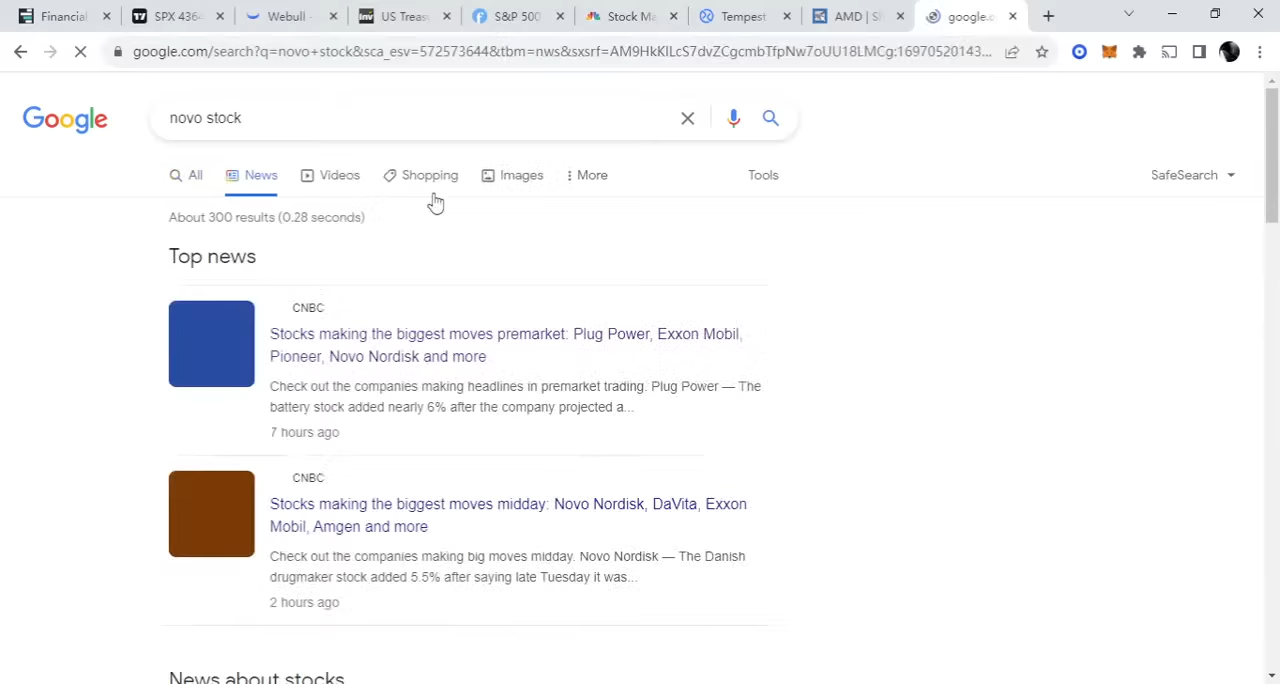 Financial
SPX 4364
Webull -
US Treasu
S&P 500
Stock Ma
Tempest
AMD | S
google.c
google.com/search?q=novo+stock&sca_esv=572573644&tbm=nws&sxsrf=AM9HkKlLcS7dvZCgcmbTfpNw7oUU18LMCg:16970520143...
Google
novo stock
All
News
Videos
Shopping
Images
More
Tools
SafeSearch
About 300 results (0.28 seconds)
Top news
CNBC
Stocks making the biggest moves premarket: Plug Power, Exxon Mobil,
Pioneer, Novo Nordisk and more
Check out the companies making headlines in premarket trading. Plug Power — The
battery stock added nearly 6% after the company projected a...
7 hours ago
CNBC
Stocks making the biggest moves midday: Novo Nordisk, DaVita, Exxon
Mobil, Amgen and more
Check out the companies making big moves midday. Novo Nordisk — The Danish
drugmaker stock added 5.5% after saying late Tuesday it was...
2 hours ago
News about stocks